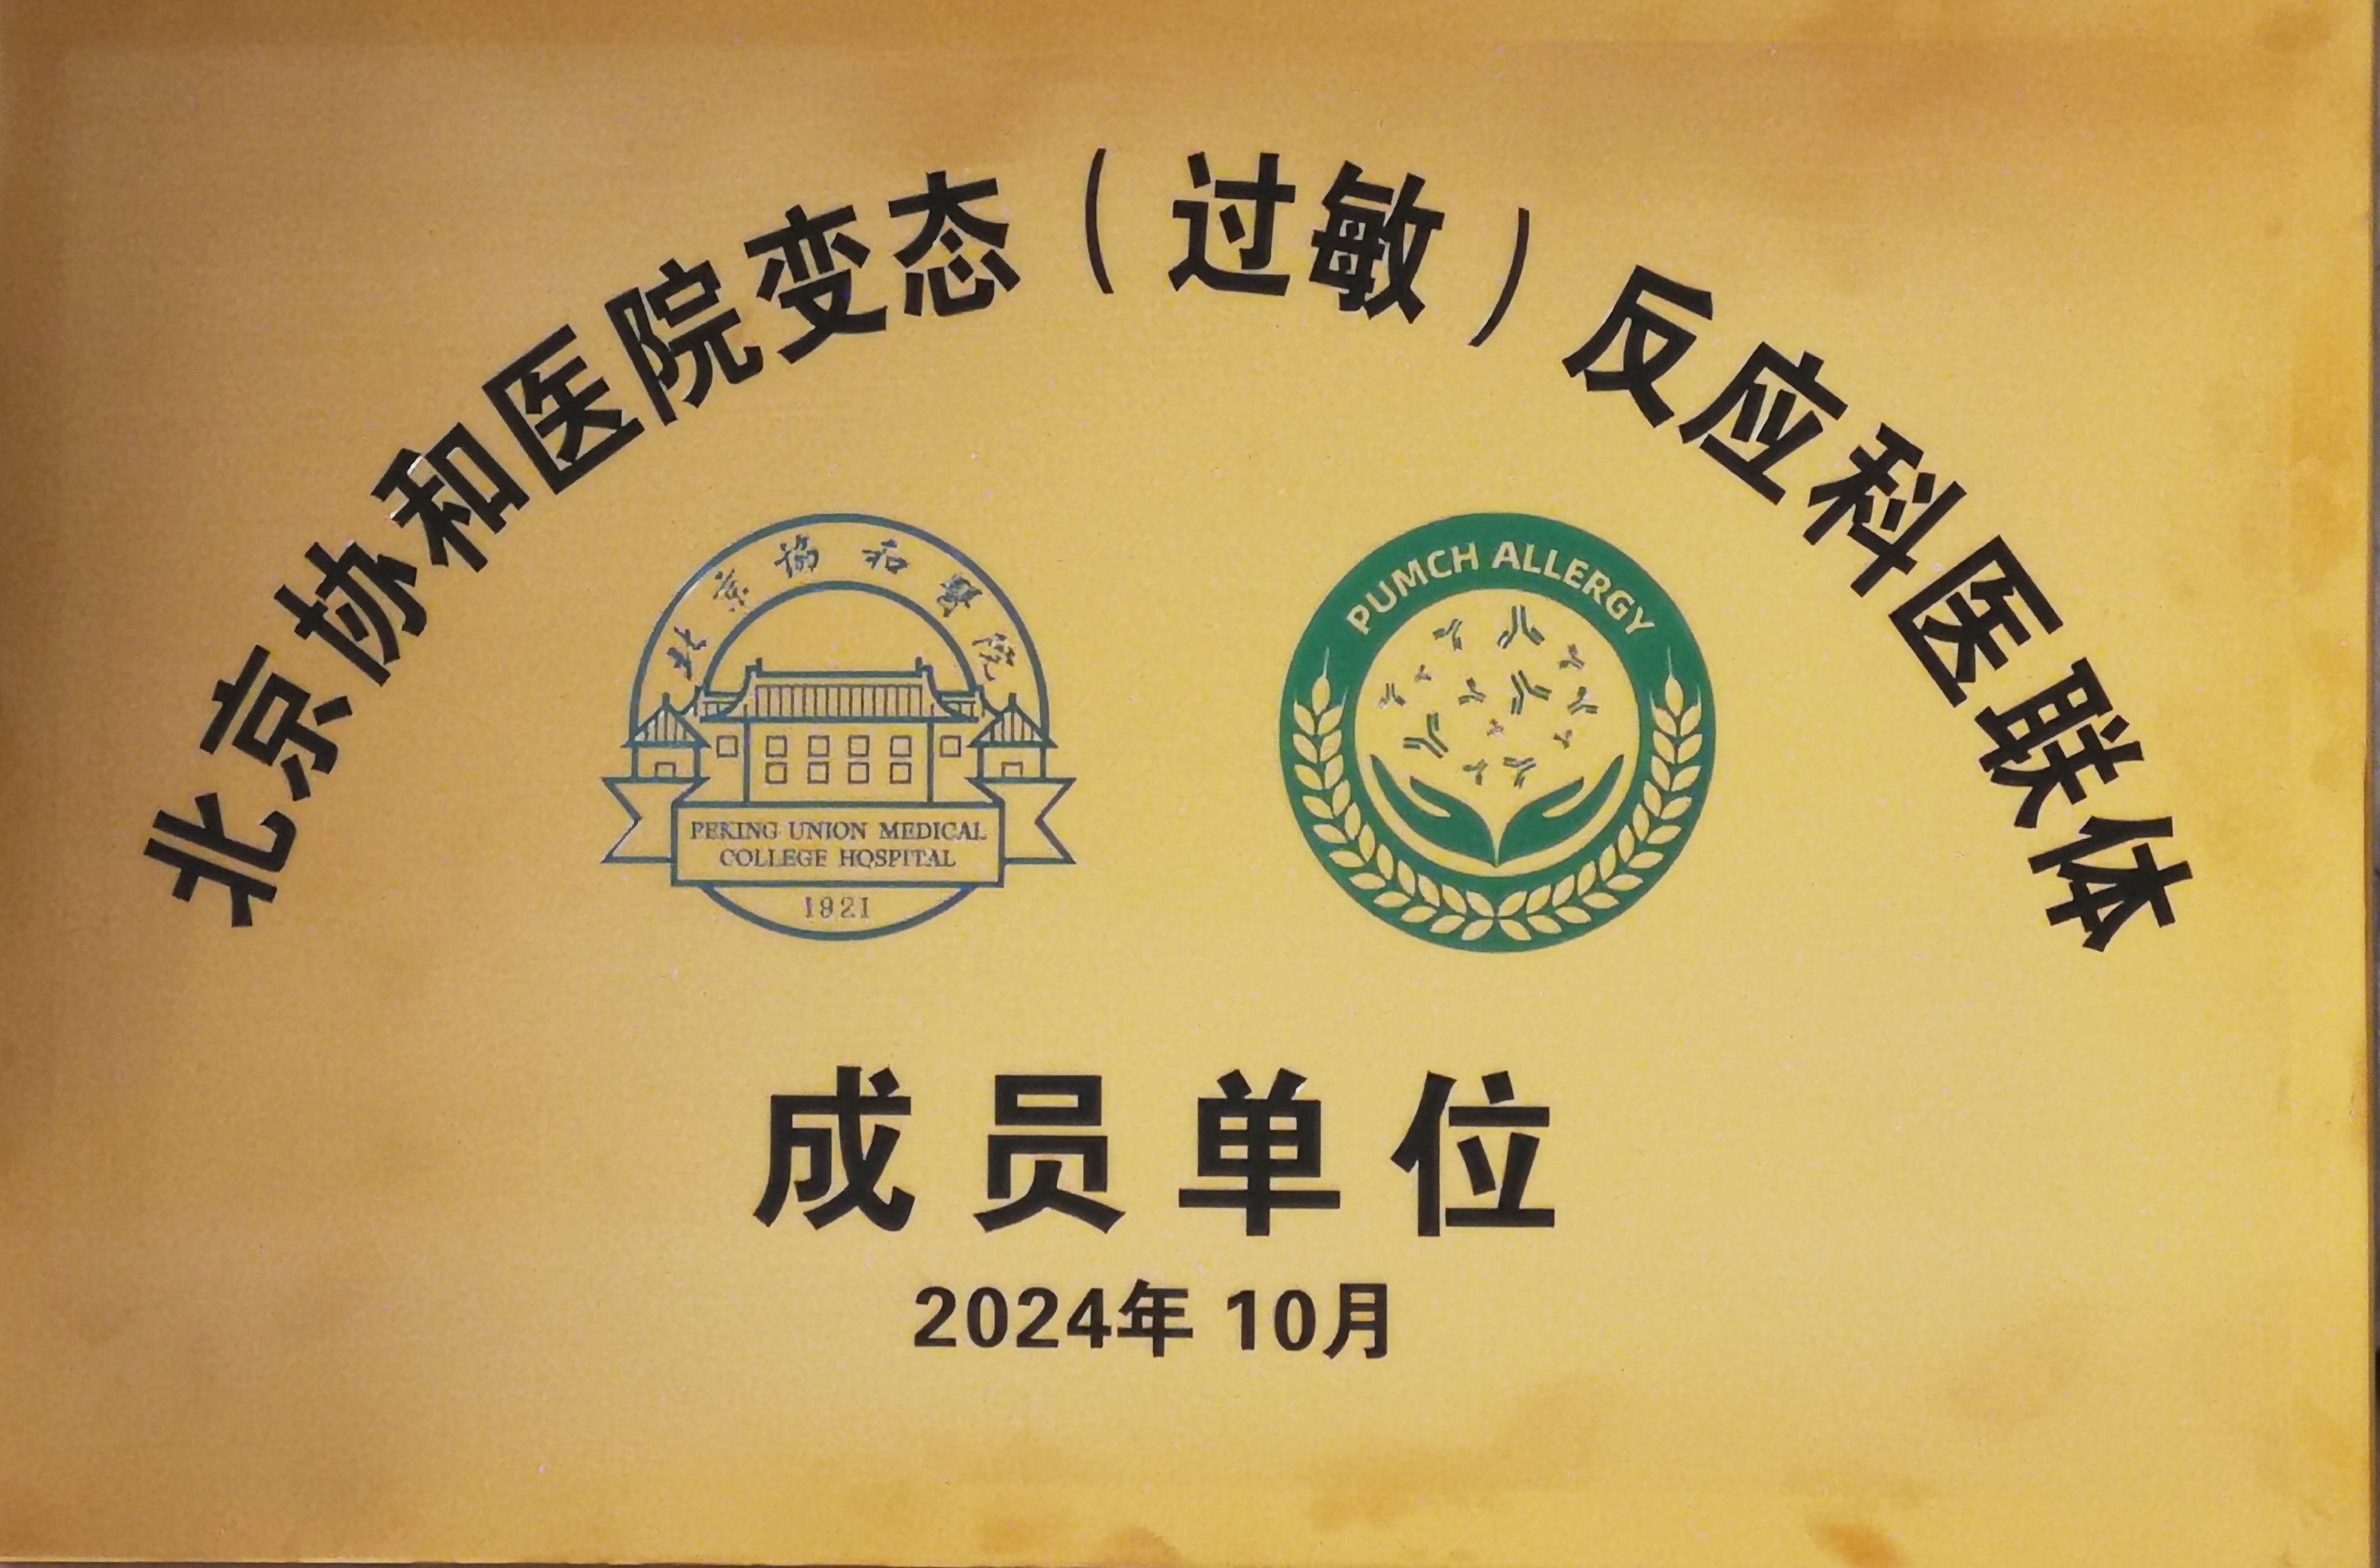 北京协和医院变态（过敏）反应科医联体
北京協和醫院
PEKING UNION MEDICAL
COLLEGE HOSPITAL
1921
PUMCH ALLERGY
成员单位
2024年 10月